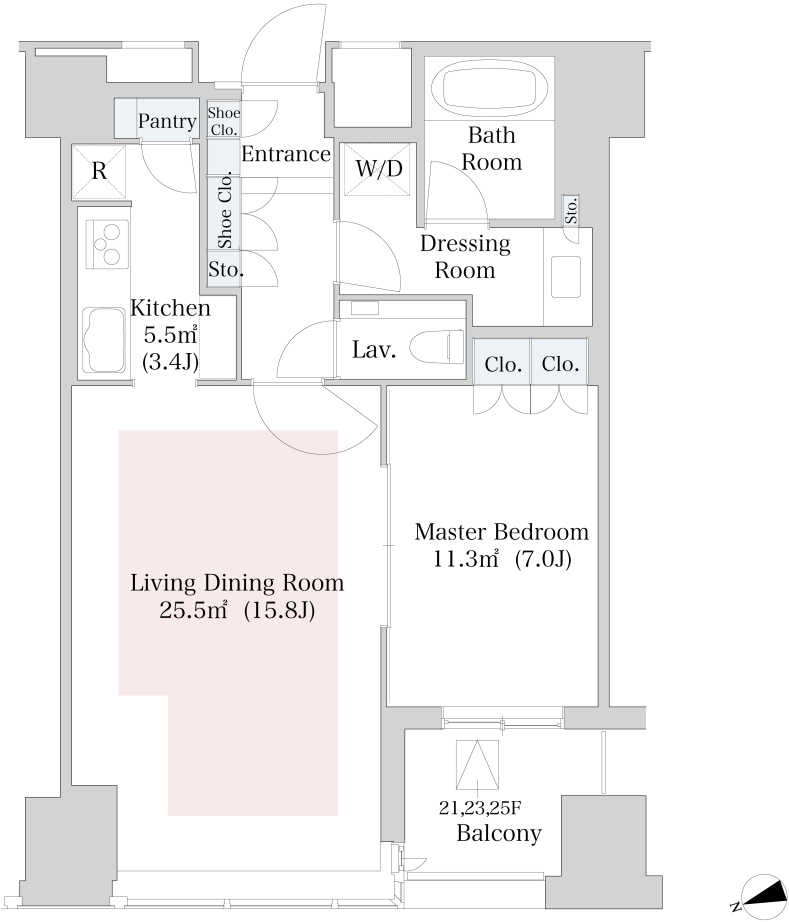 Pantry
Shoe
Clo.
Entrance
R
W/D
Bath
Room
Shoe Clo.
Sto.
Sto.
Dressing
Room
Kitchen
5.5㎡
(3.4J)
Lav.
Clo.
Clo.
Master Bedroom
11.3㎡ (7.0J)
Living Dining Room
25.5㎡ (15.8J)
21,23,25F
Balcony
N